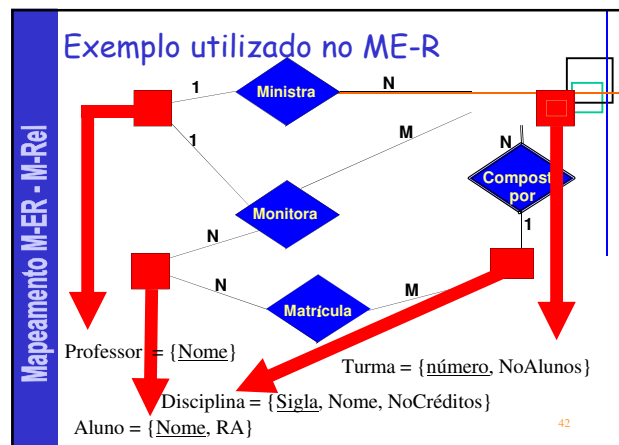 Mapeamento M-ER - M-Rel
Exemplo utilizado no ME-R
1
Ministra
N
1
M
N
Compost
por
Monitora
N
1
N
Matrícula
M
Professor = {Nome}
Turma = {número, NoAlunos}
Disciplina = {Sigla, Nome, NoCréditos}
Aluno = {Nome, RA}
42